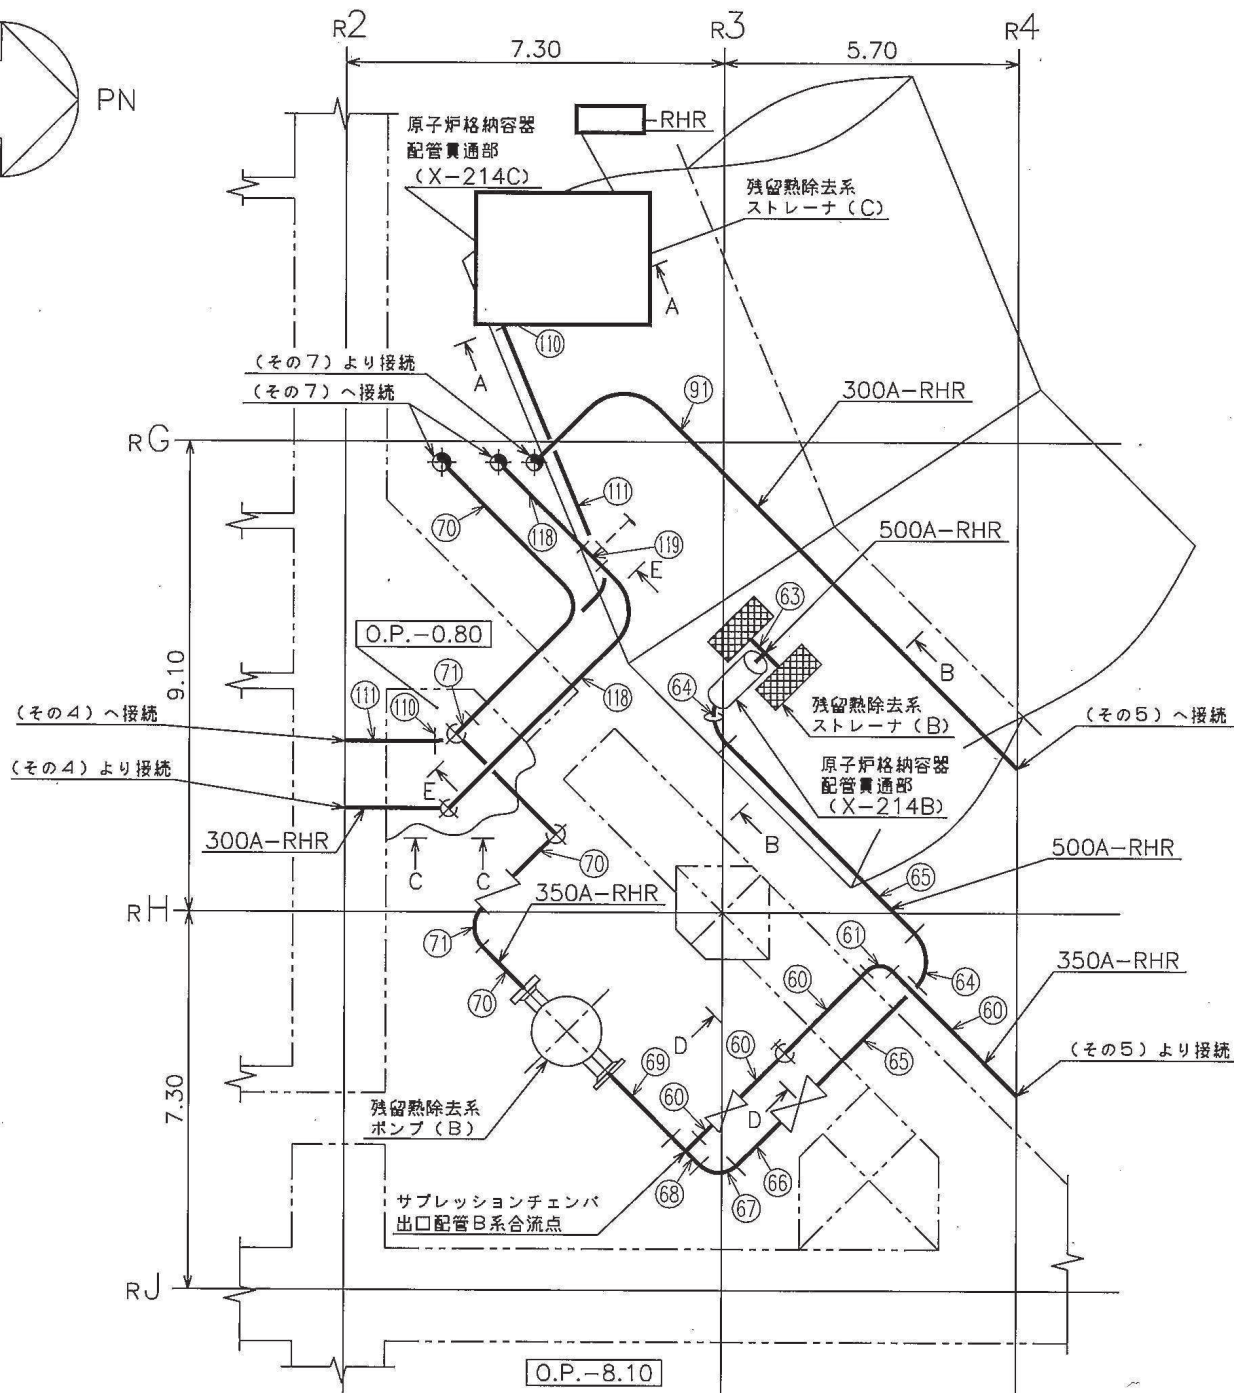 R2
R3
R4
7.30
5.70
PN
原子炉格納容器
配管貫通部
(X-214C)
-RHR
残留熱除去系
ストレーナ(C)
A
A
110
(その7)より接続
(その7)へ接続
91
300A-RHR
RG
111
70
118
119
500A-RHR
E
63
O.P.-0.80
9.10
B
71
64
118
残留熱除去系
ストレーナ(B)
(その4)へ接続
111
110
(その5)へ接続
原子炉格納容器
配管貫通部
(X-214B)
(その4)より接続
E
300A-RHR
B
500A-RHR
C
C
70
65
350A-RHR
RH
71
61
350A-RHR
60
64
70
60
D
60
69
65
(その5)より接続
7.30
残留熱除去系
ポンプ(B)
60
D
66
68
67
サプレッションチェンバ
出口配管B系合流点
RJ
O.P.-8.10